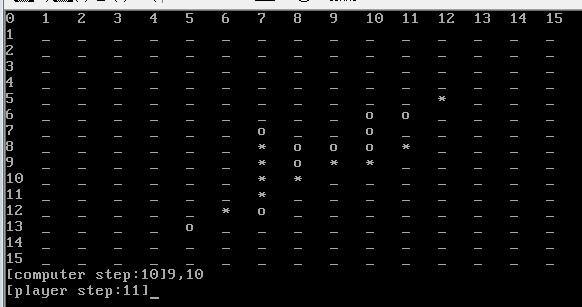 0 1 2 3 4 5 6 7 8 9 10 11 12 13 14 15
1 _ _ _ _ _ _ _ _ _ _ _ _ _ _ _
2 _ _ _ _ _ _ _ _ _ _ _ _ _ _ _
3 _ _ _ _ _ _ _ _ _ _ _ _ _ _ _
4 _ _ _ _ _ _ _ _ _ _ _ _ _ _ _
5 _ _ _ _ _ _ _ _ _ _ _ * _ _ _
6 _ _ _ _ _ _ _ _ _ o o _ _ _ _
7 _ _ _ _ _ _ o _ _ o _ _ _ _ _
8 _ _ _ _ _ _ * o o o * _ _ _ _
9 _ _ _ _ _ _ * o * * _ _ _ _ _
10 _ _ _ _ _ _ * * _ _ _ _ _ _ _
11 _ _ _ _ _ _ * _ _ _ _ _ _ _ _
12 _ _ _ _ _ * o _ _ _ _ _ _ _ _
13 _ _ _ _ o _ _ _ _ _ _ _ _ _ _
14 _ _ _ _ _ _ _ _ _ _ _ _ _ _ _
15 _ _ _ _ _ _ _ _ _ _ _ _ _ _ _
[computer step:10]9,10
[player step:11]_